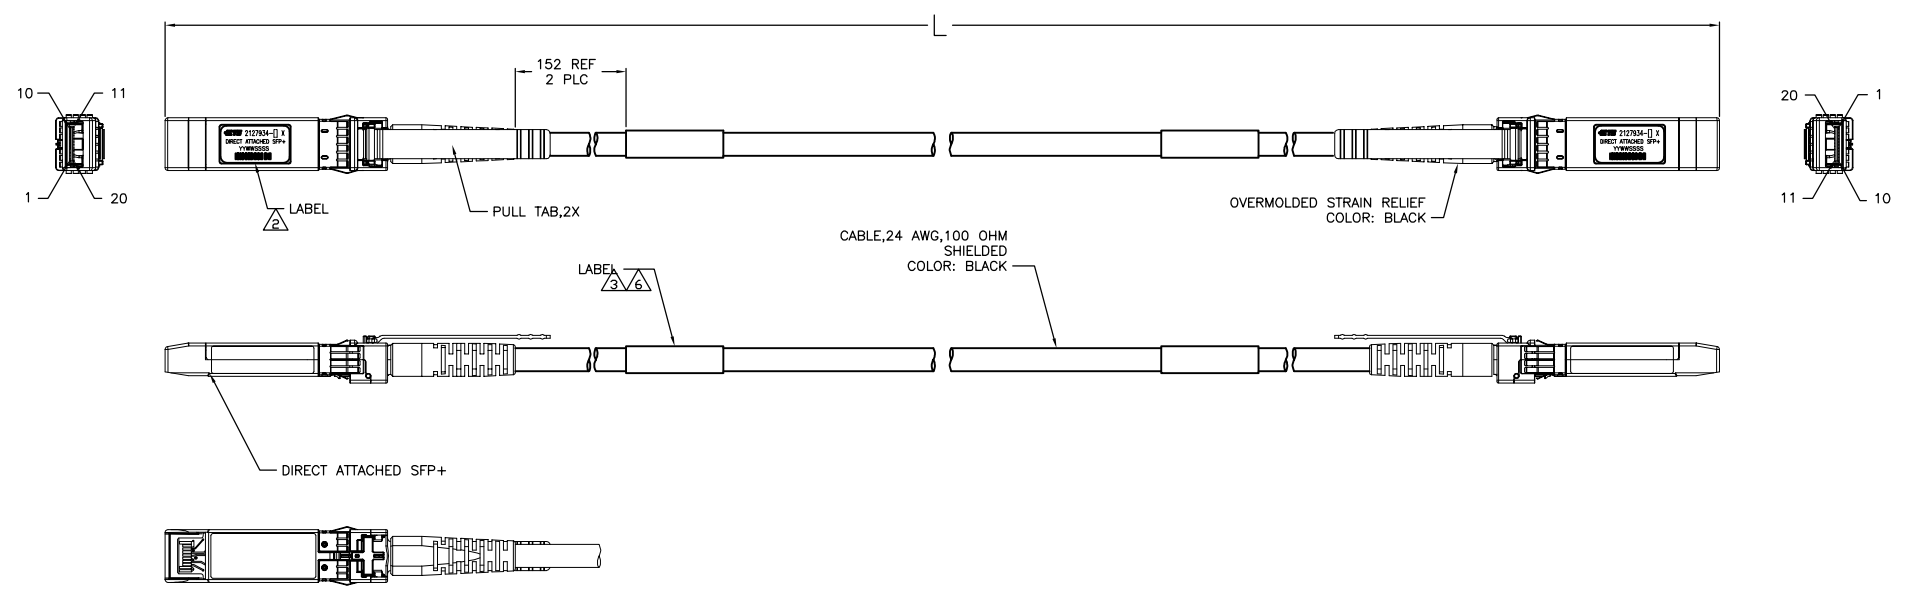 L
152 REF
2 PLC
10
11
1
20
2127934-[] X
DIRECT ATTACHED SFP+
YYWWSSSS
2127934-[] X
DIRECT ATTACHED SFP+
YYWWSSSS
20
1
11
10
LABEL
2
PULL TAB,2X
OVERMOLDED STRAIN RELIEF
COLOR: BLACK
CABLE,24 AWG,100 OHM
SHIELDED
COLOR: BLACK
LABEL
3 6
DIRECT ATTACHED SFP+